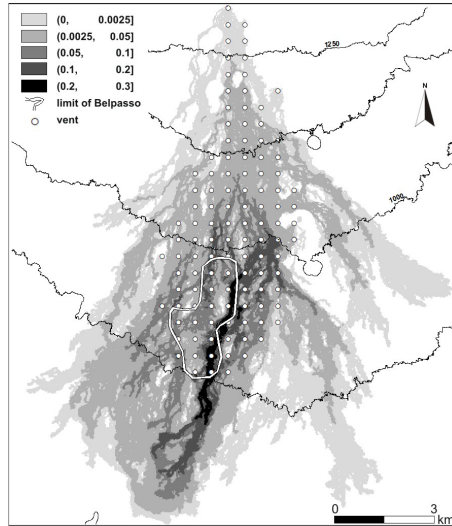 (0, 0.0025]
(0.0025, 0.05]
(0.05, 0.1]
(0.1, 0.2]
(0.2, 0.3]
limit of Belpasso
vent
1250
N
1000
0 3
km